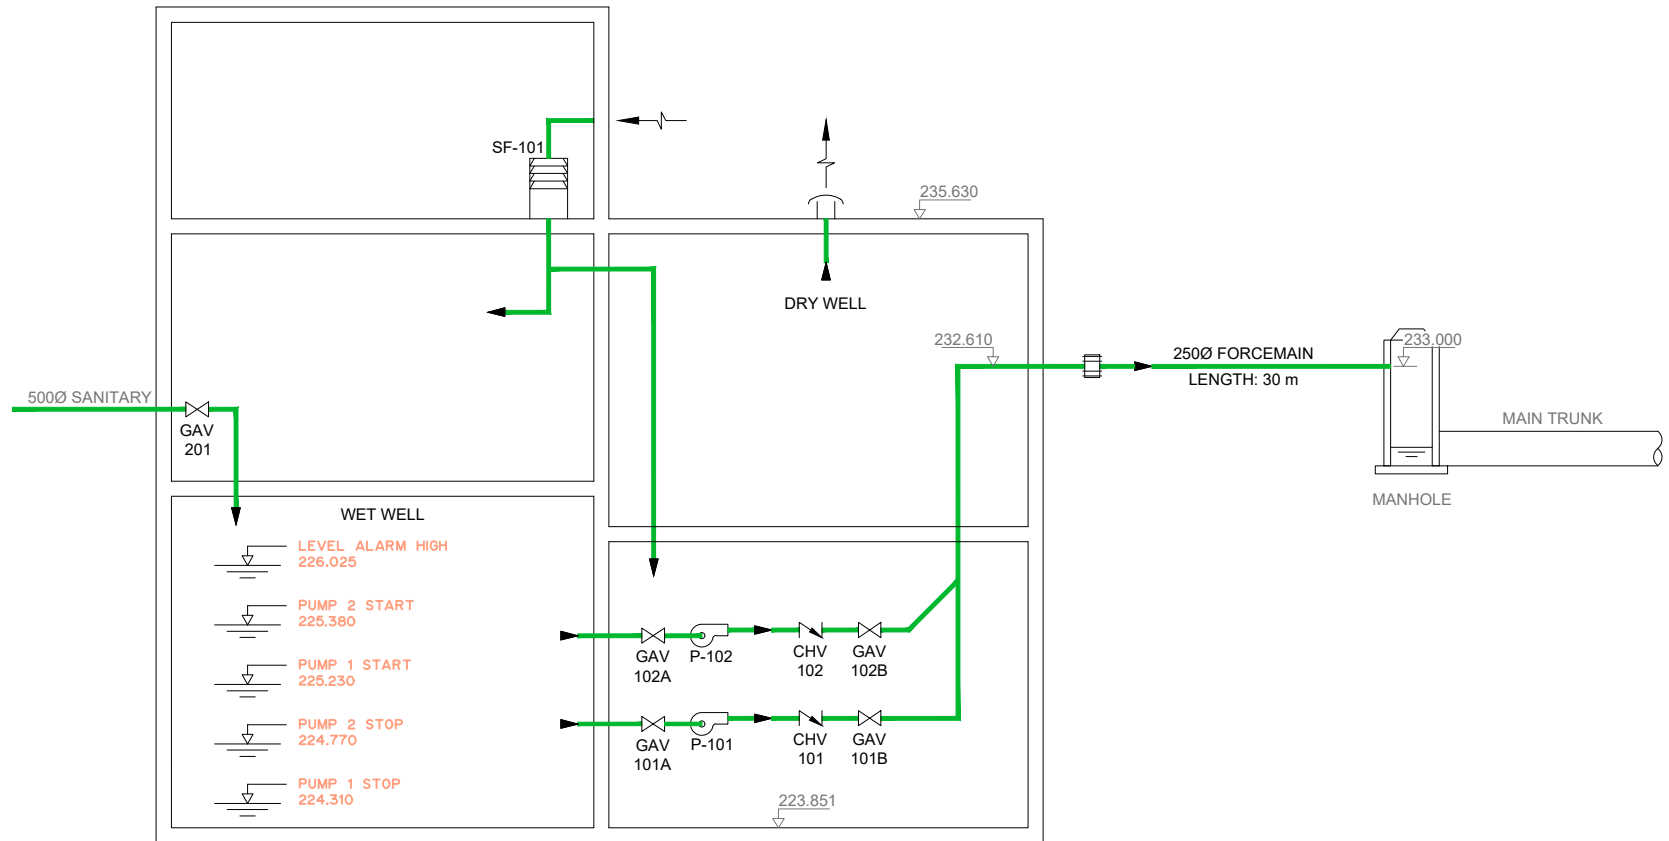 SF-101
235.630
DRY WELL
232.610
250Ø FORCEMAIN
LENGTH: 30 m
233.000
500Ø SANITARY
GAV
201
MAIN TRUNK
MANHOLE
WET WELL
LEVEL ALARM HIGH
226.025
PUMP 2 START
225.380
PUMP 1 START
225.230
PUMP 2 STOP
224.770
PUMP 1 STOP
224.310
GAV
102A
P-102
CHV
102
GAV
102B
GAV
101A
P-101
CHV
101
GAV
101B
223.851